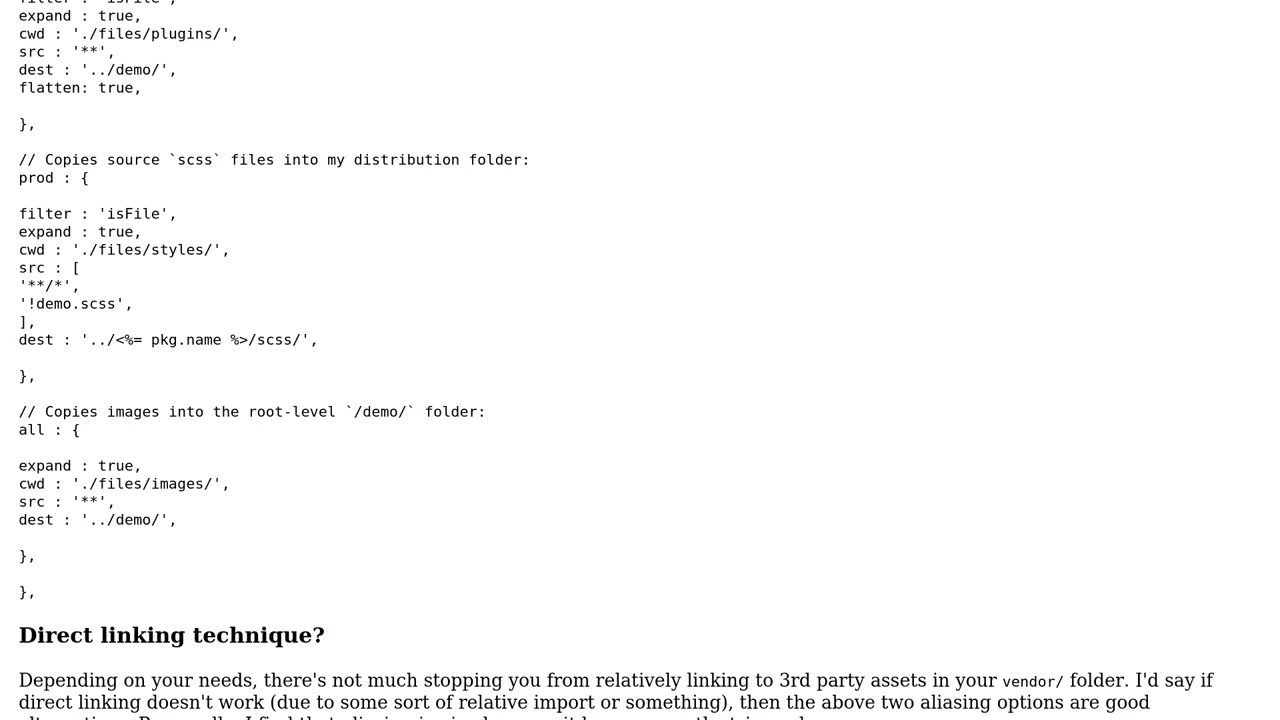 filter : 'isFile',
expand : true,
cwd : './files/plugins/',
src : '**',
dest : '../demo/',
flatten: true,
},
// Copies source `scss` files into my distribution folder:
prod : {
filter : 'isFile',
expand : true,
cwd : './files/styles/',
src : [
'**/*',
'!demo.scss',
],
dest : '../<%= pkg.name %>/scss/',
},
// Copies images into the root-level `/demo/` folder:
all : {
expand : true,
cwd : './files/images/',
src : '**',
dest : '../demo/',
},
},
Direct linking technique?
Depending on your needs, there's not much stopping you from relatively linking to 3rd party assets in your vendor/ folder. I'd say if
direct linking doesn't work (due to some sort of relative import or something), then the above two aliasing options are good